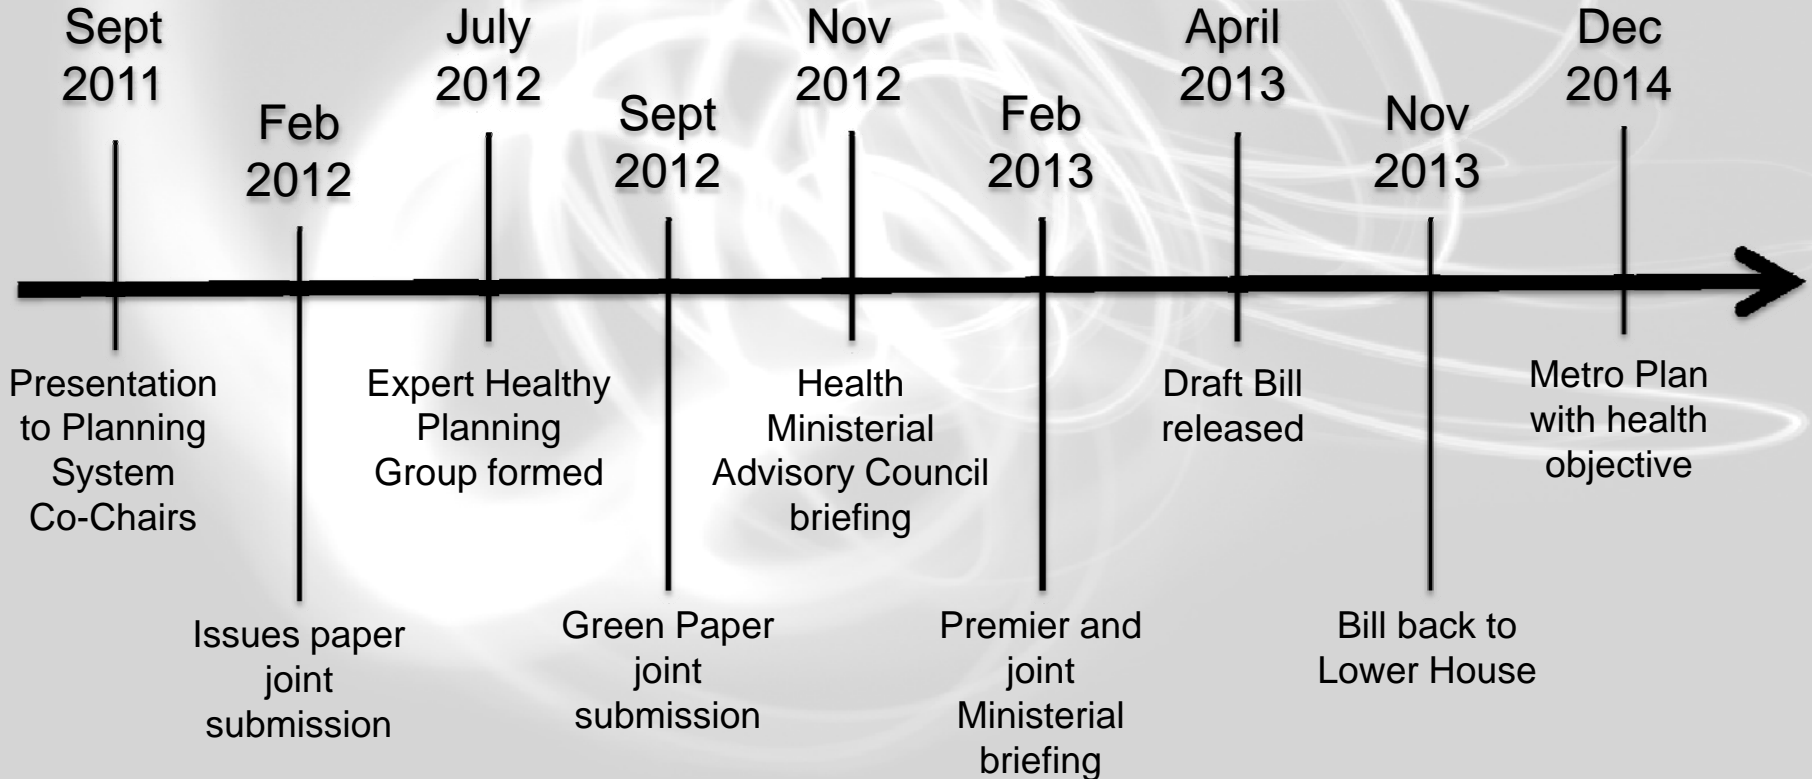 Sept
2011
Feb
2012
July
2012
Sept
2012
Nov
2012
Feb
2013
April
2013
Nov
2013
Dec
2014
Presentation
to Planning
System
Co-Chairs
Issues paper
joint
submission
Expert Healthy
Planning
Group formed
Green Paper
joint
submission
Health
Ministerial
Advisory Council
briefing
Premier and
joint
Ministerial
briefing
Draft Bill
released
Bill back to
Lower House
Metro Plan
with health
objective